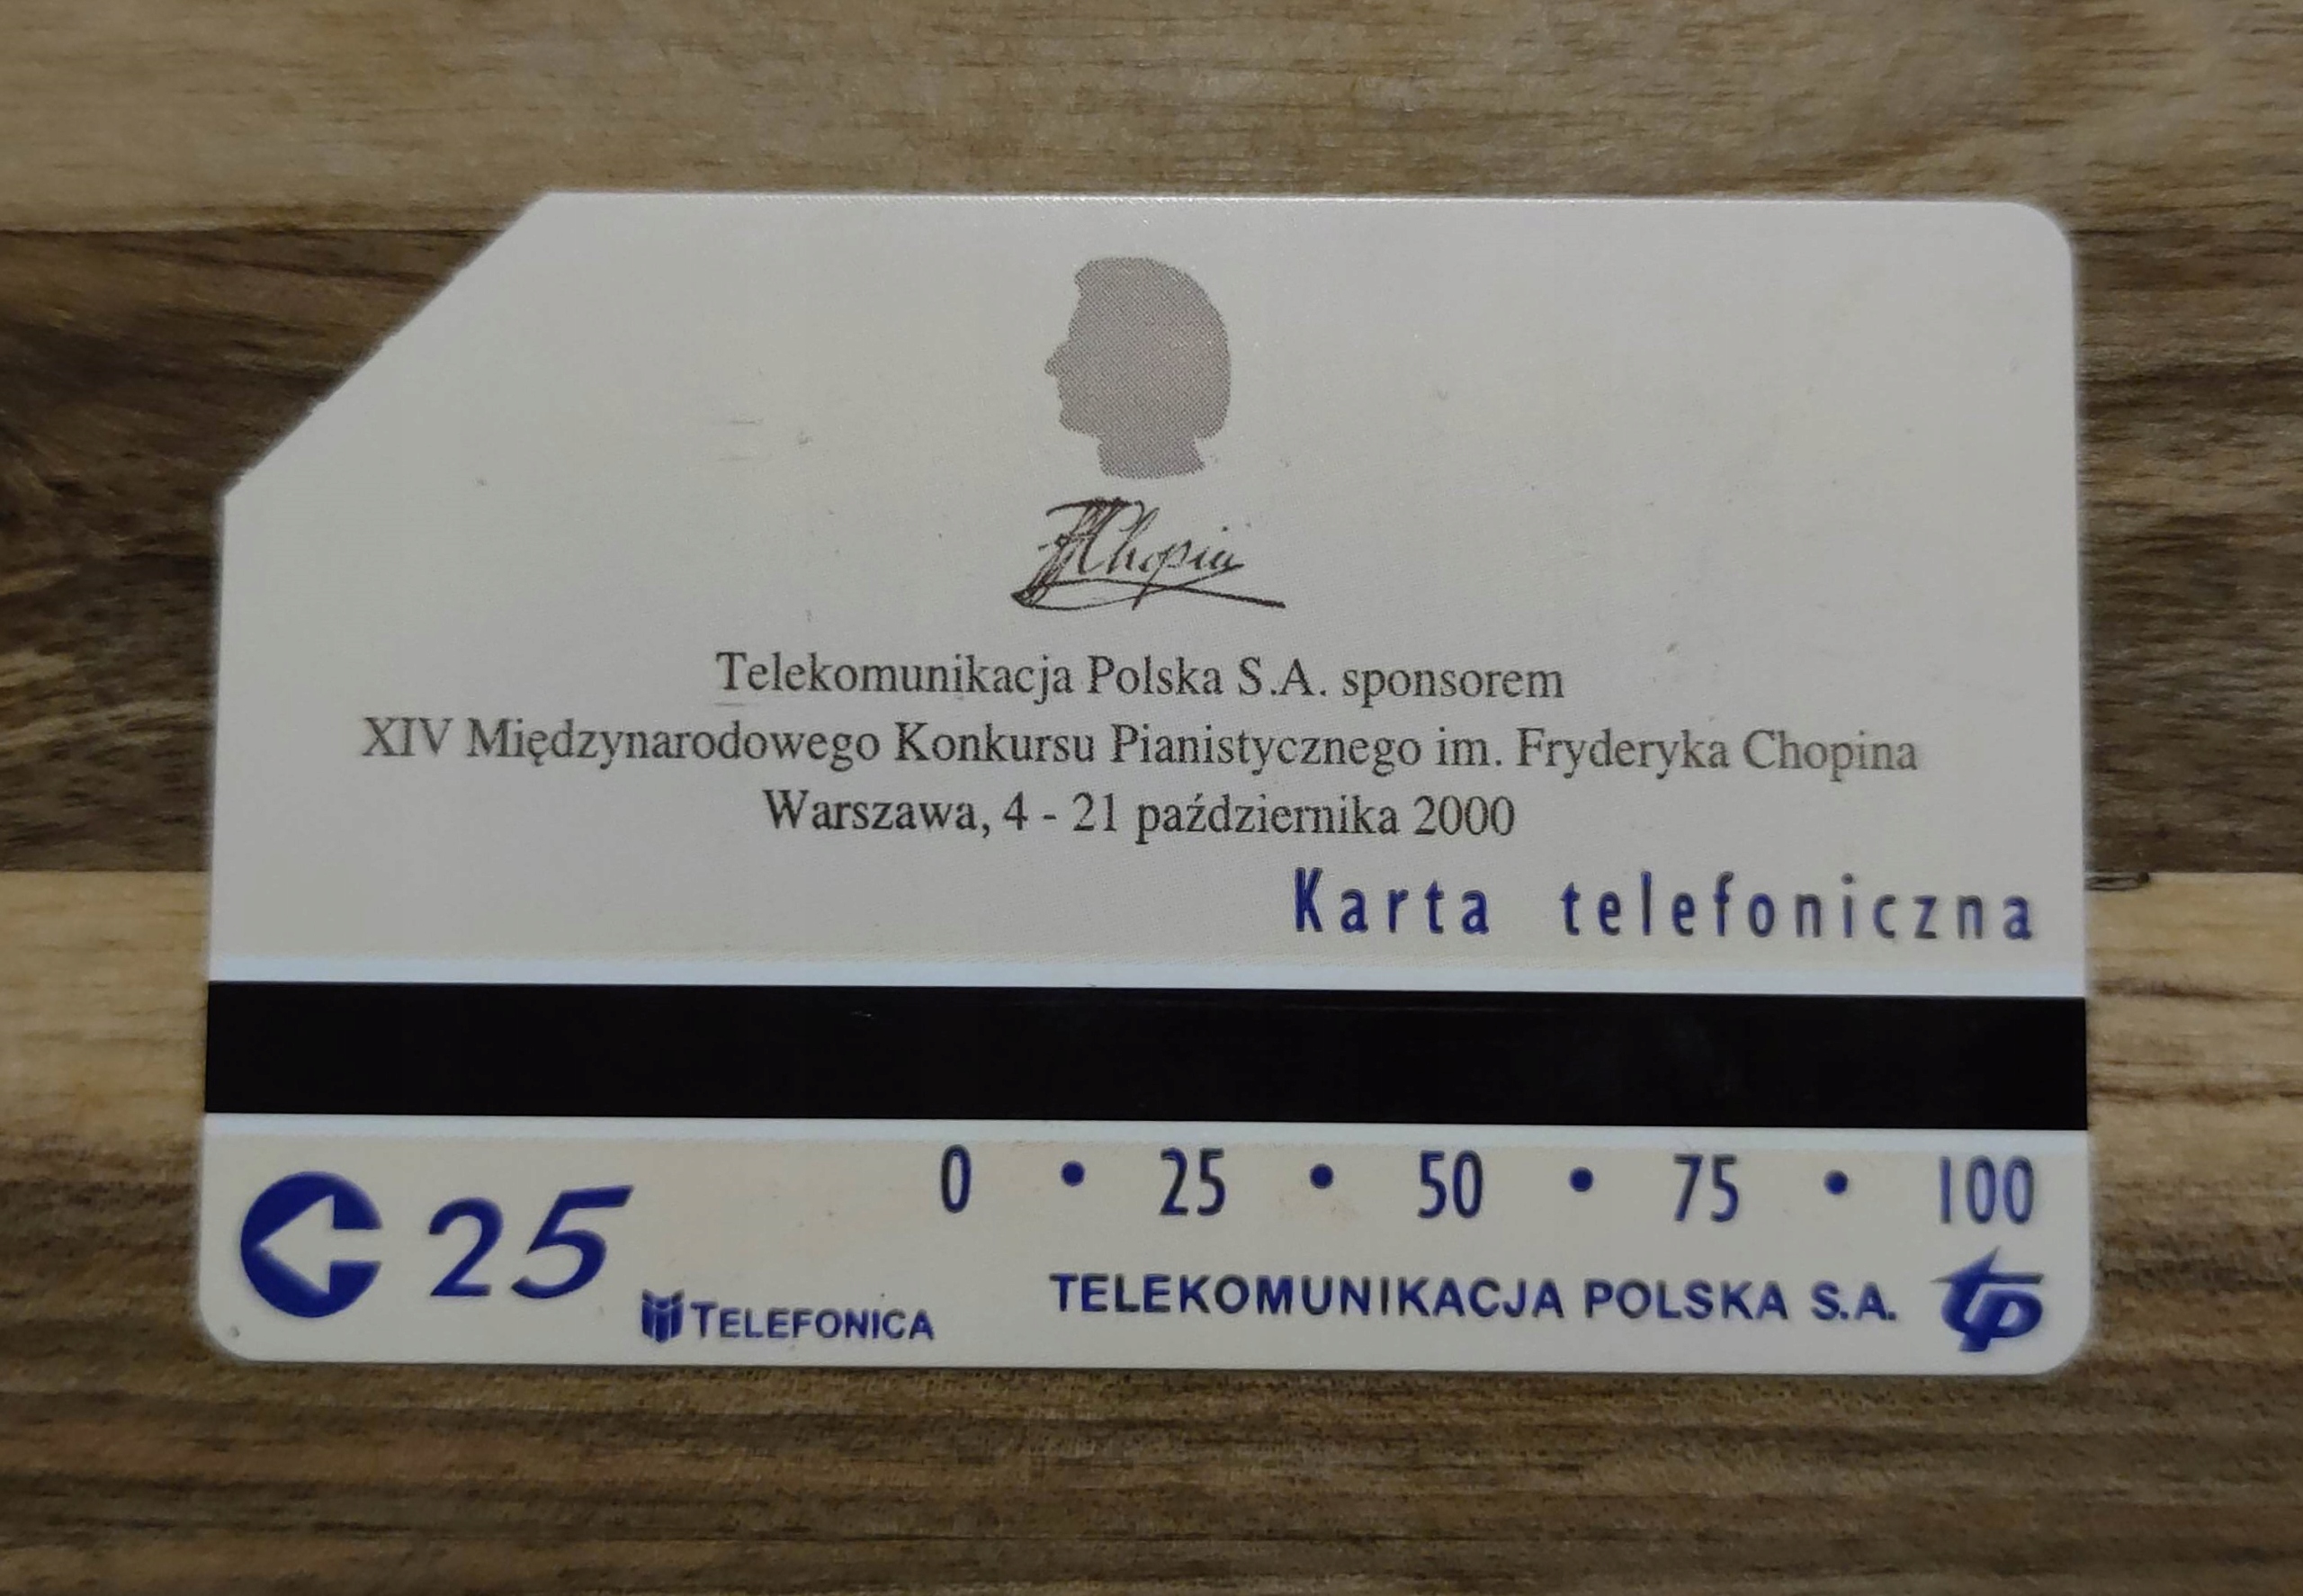 FChopin
Telekomunikacja Polska S.A. sponsorem
XIV Międzynarodowego Konkursu Pianistycznego im. Fryderyka Chopina
Warszawa, 4 - 21 października 2000
Karta telefoniczna
0 • 25 • 50 • 75 • 100
25
TELEFONICA
TELEKOMUNIKACJA POLSKA S.A. tp